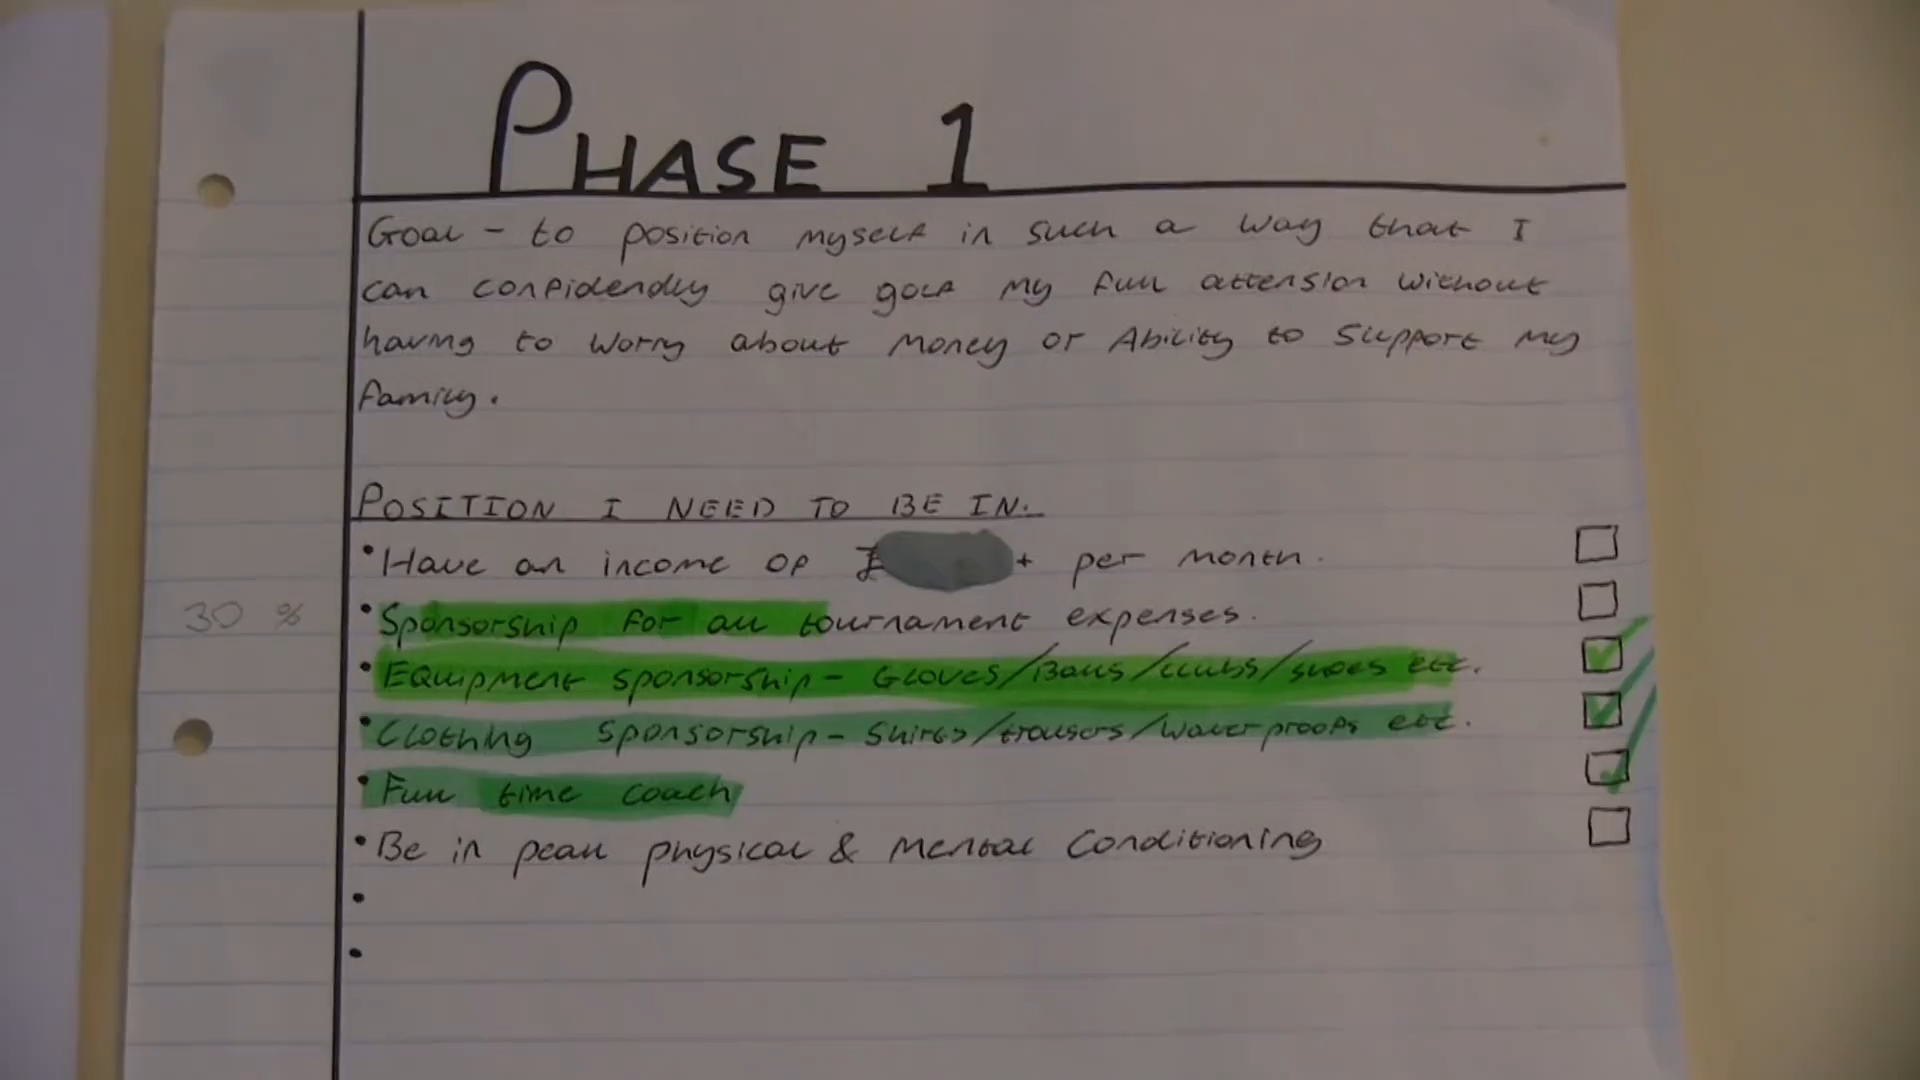 PHASE 1
Goal - to position myself in such a way that I
can confidendly give golf my full attension without
having to worry about money or Ability to support my
family.
POSITION I NEED TO BE IN.
• Have an income of £ + per month.
30 % • Sponsorship for all tournament expenses.
• Equipment sponsorship - Gloves/Balls/clubs/shoes etc.
• Clothing sponsorship - Shirts/trousers/waterproofs etc.
• Full time coach
• Be in peak physical & mental conditioning
•
•